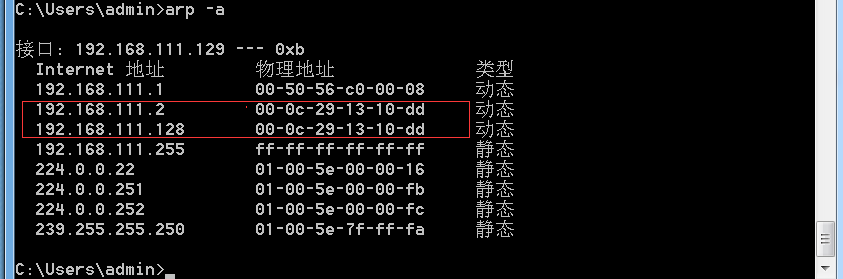 C:\Users\admin>arp -a
接口: 192.168.111.129 --- 0xb
Internet 地址 物理地址 类型
192.168.111.1 00-50-56-c0-00-08 动态
192.168.111.2 00-0c-29-13-10-dd 动态
192.168.111.128 00-0c-29-13-10-dd 动态
192.168.111.255 ff-ff-ff-ff-ff-ff 静态
224.0.0.22 01-00-5e-00-00-16 静态
224.0.0.251 01-00-5e-00-00-fb 静态
224.0.0.252 01-00-5e-00-00-fc 静态
239.255.255.250 01-00-5e-7f-ff-fa 静态
C:\Users\admin>_